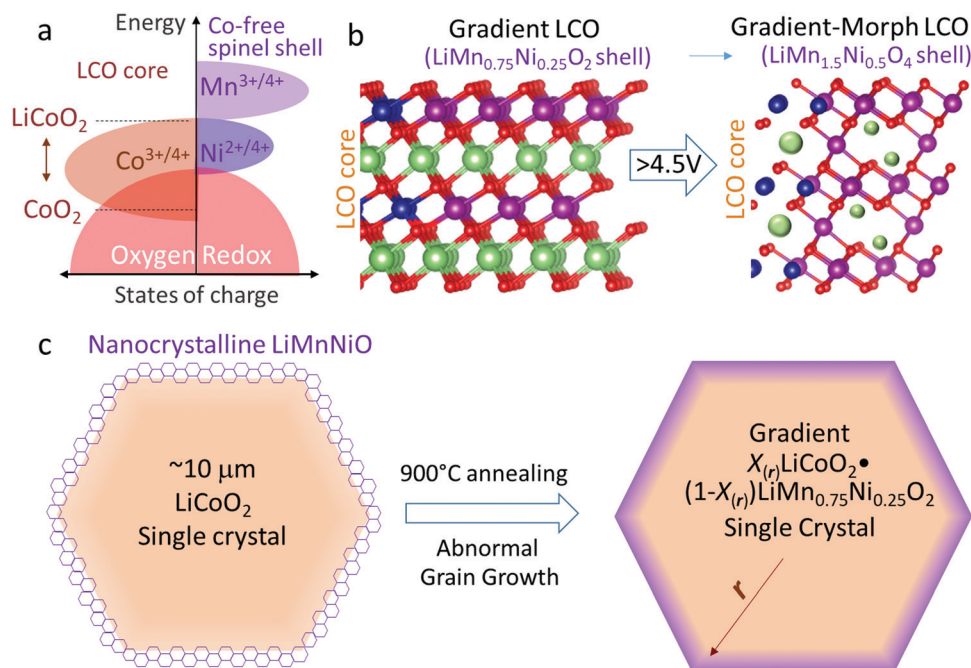 a
Energy
Co-free
spinel shell
LCO core
Mn3+/4+
LiCoO2
Co3+/4+
Ni2+/4+
CoO2
Oxygen Redox
States of charge
b
Gradient LCO
(LiMn0.75Ni0.25O2 shell)
Gradient-Morph LCO
(LiMn1.5Ni0.5O4 shell)
LCO core
>4.5V
LCO core
c
Nanocrystalline LiMnNiO
~10 μm
LiCoO2
Single crystal
900°C annealing
Abnormal
Grain Growth
Gradient
X(r)LiCoO2•
(1-X(r))LiMn0.75Ni0.25O2
Single Crystal
r